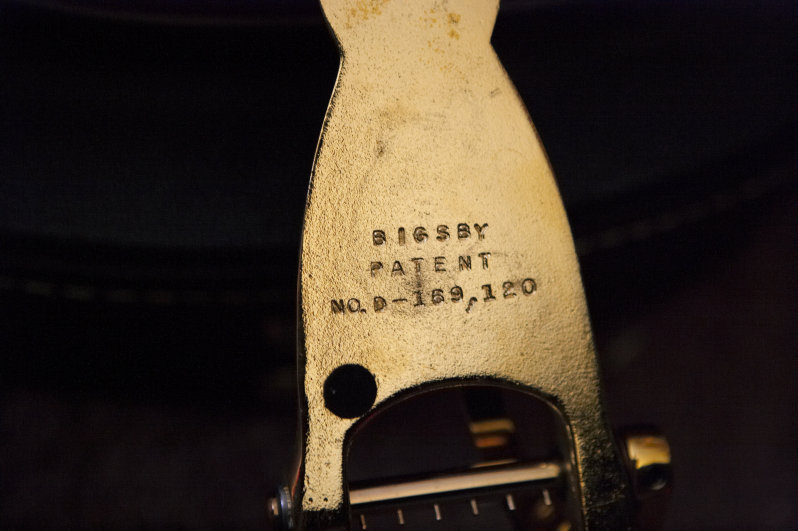 BIGSBY
PATENT
NO. D-169,120